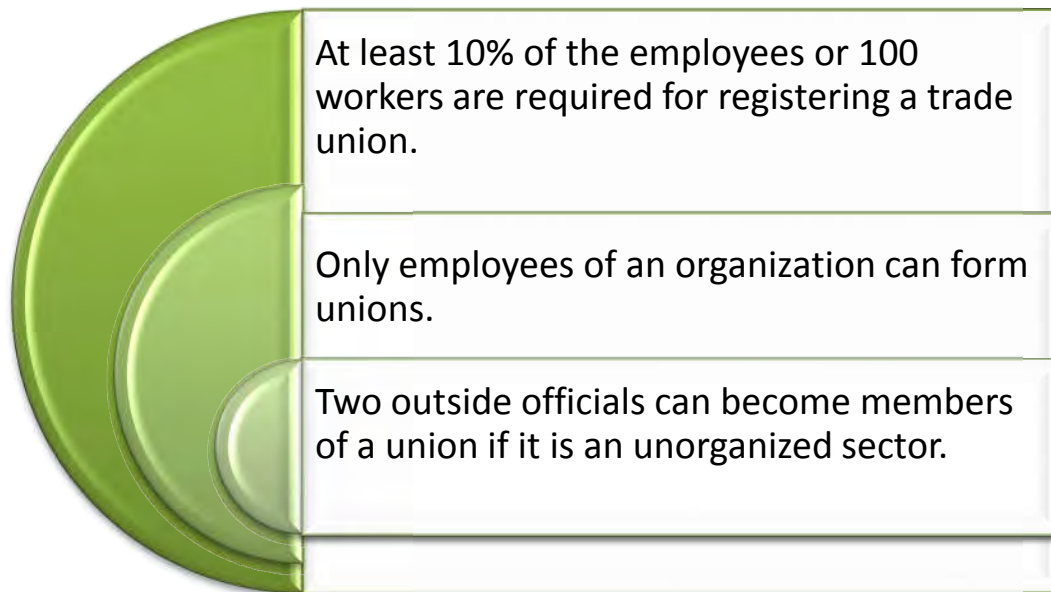 At least 10% of the employees or 100
workers are required for registering a trade
union.
Only employees of an organization can form
unions.
Two outside officials can become members
of a union if it is an unorganized sector.